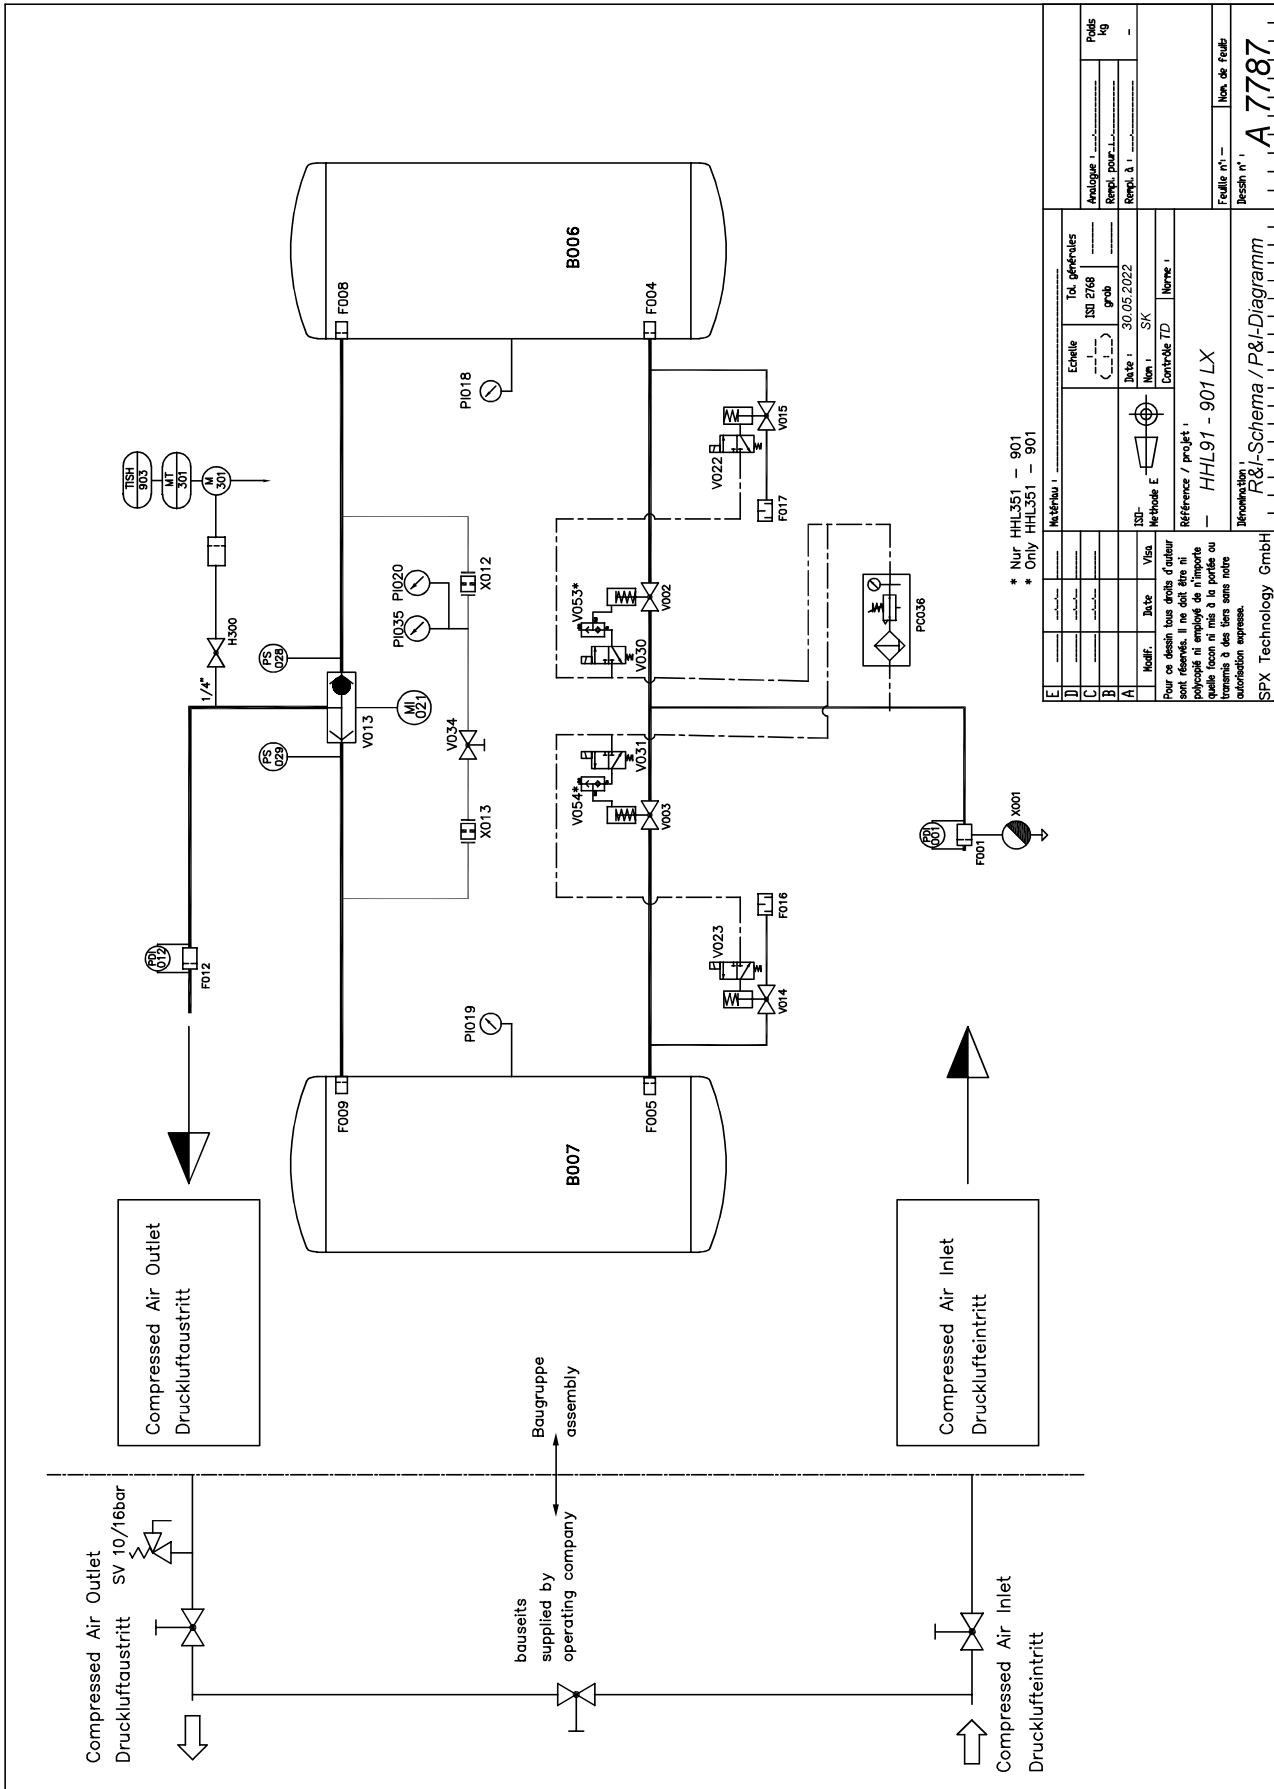 Compressed Air Outlet
Druckluftaustritt
SV 10/16bar
bauseits
supplied by
operating company
Baugruppe
assembly
Compressed Air Inlet
Drucklufteintritt
Compressed Air Outlet
Druckluftaustritt
Compressed Air Inlet
Drucklufteintritt
PDI
012
F012
TISH
903
MT
301
M
301
H300
1/4"
PS
029
PS
028
V013
MI
021
F009
F008
PI035
PI020
X013
V034
X012
PI019
PI018
B007
B006
F005
F004
V054*
V031
V003
V053*
V030
V002
V023
V014
F016
V022
V015
F017
PC036
PDI
001
F001
X001
* Nur HHL351 - 901
* Only HHL351 - 901
E
D
C
B
A
Modif.
Date
Visa
Matériau :
Echelle
Tol. générales
ISO 2768
grob
Analogue :
Rempl. pour :
Rempl. à :
Poids
kg
-
ISO-
Methode E
Date :
30.05.2022
Nom :
SK
Contrôle
TD
Norme :
Pour ce dessin tous droits d'auteur
sont réservés. Il ne doit être ni
polycopié ni employé de n'importe
quelle facon ni mis à la portée ou
transmis à des tiers sans notre
autorisation expresse.
SPX Technology GmbH
Référence / projet :
— HHL91 - 901 LX
Dénomination :
R&I-Schema / P&I-Diagramm
Feuille n° : —
Nom. de feuill:
Dessin n° :
A 7787